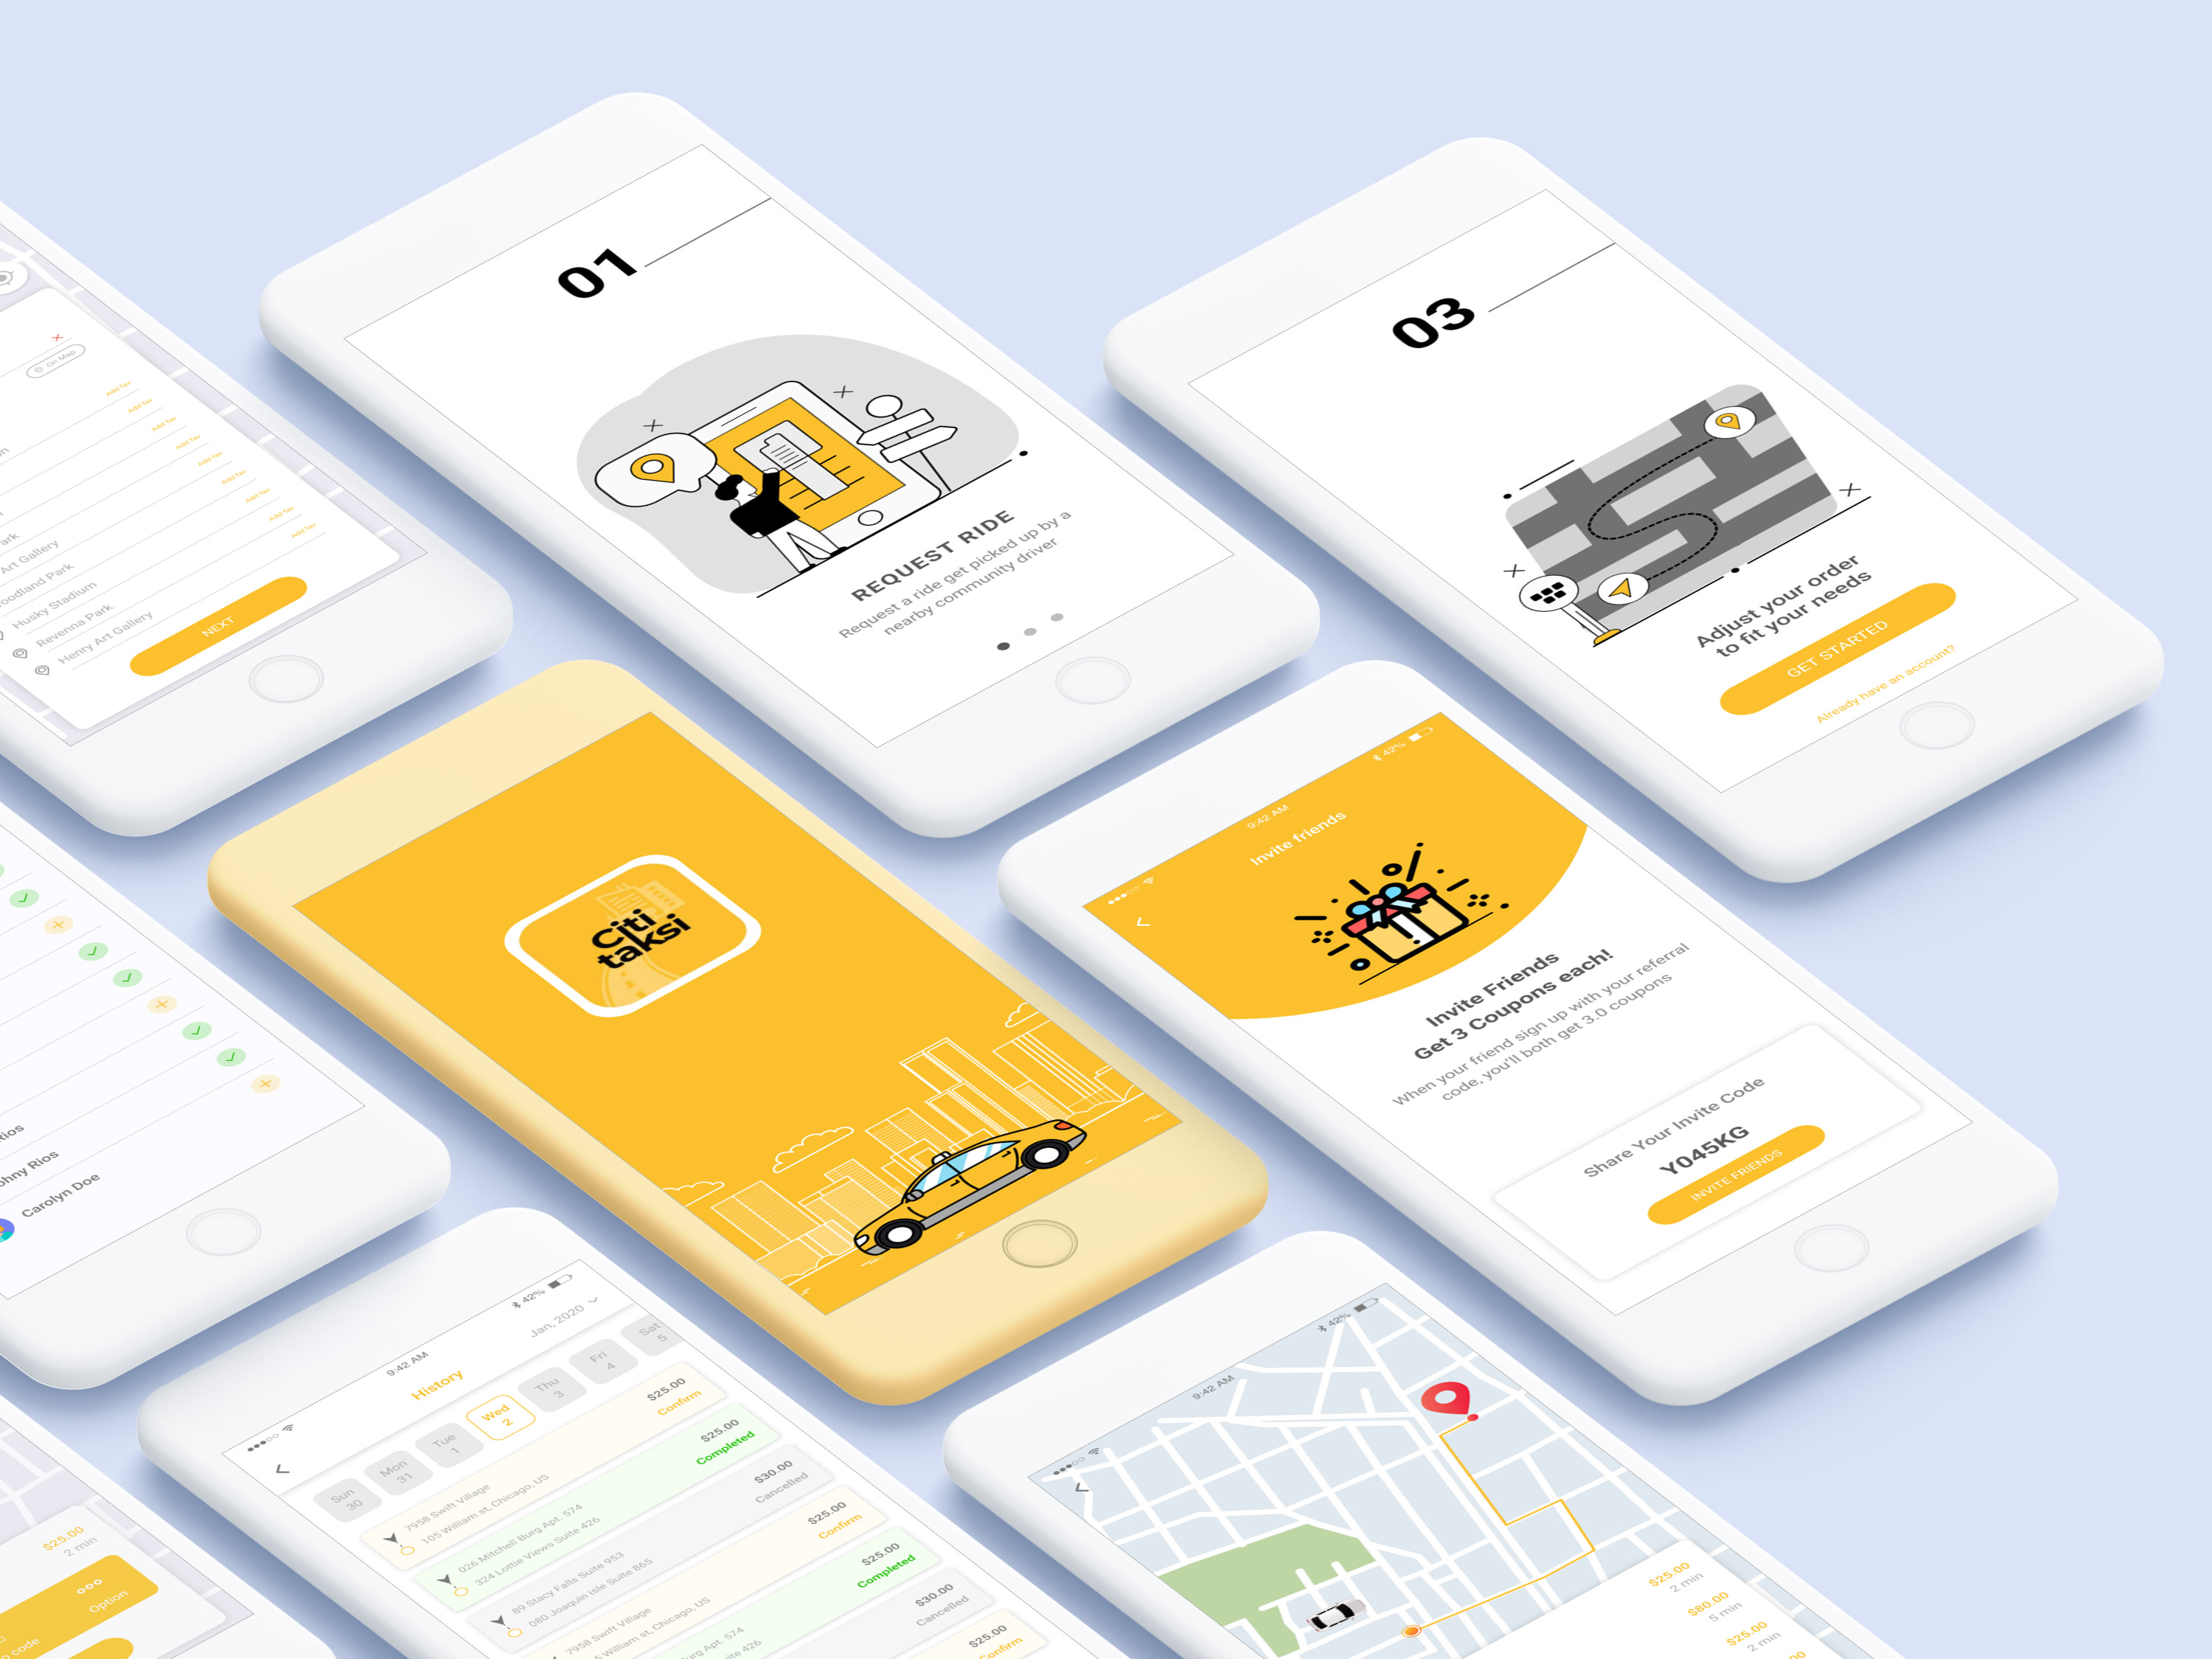 01
REQUEST RIDE
Request a ride get picked up by a
nearby community driver
03
Adjust your order
to fit your needs
GET STARTED
Already have an account?
On Map
Add fav
Add fav
Add fav
Add fav
Add fav
Add fav
Add fav
Add fav
Add fav
Art Gallery
Husky Stadium
Revenna Park
Henry Art Gallery
NEXT
Citi
taksi
42%
9:42 AM
Invite friends
Invite Friends
Get 3 Coupons each!
When your friend sign up with your referral
code, you'll both get 3.0 coupons
Share Your Invite Code
Y045KG
INVITE FRIENDS
Rios
Carolyn Doe
42%
9:42 AM
History
Jan, 2020
Sun
30
Mon
31
Tue
1
Wed
2
Thu
3
Fri
4
Sat
5
7958 Swift Village
105 William st, Chicago, US
$25.00
Confirm
026 Mitchell Burg Apt. 574
324 Lottie Views Suite 426
$25.00
Completed
89 Stacy Falls Suite 953
080 Joaquin isle Suite 865
$30.00
Cancelled
7958 Swift Village
William st, Chicago, US
$25.00
Confirm
Apt. 574
426
$25.00
Completed
$30.00
Cancelled
$25.00
Confirm
$25.00
2 min
Option
code
42%
9:42 AM
$25.00
2 min
$80.00
5 min
$25.00
2 min